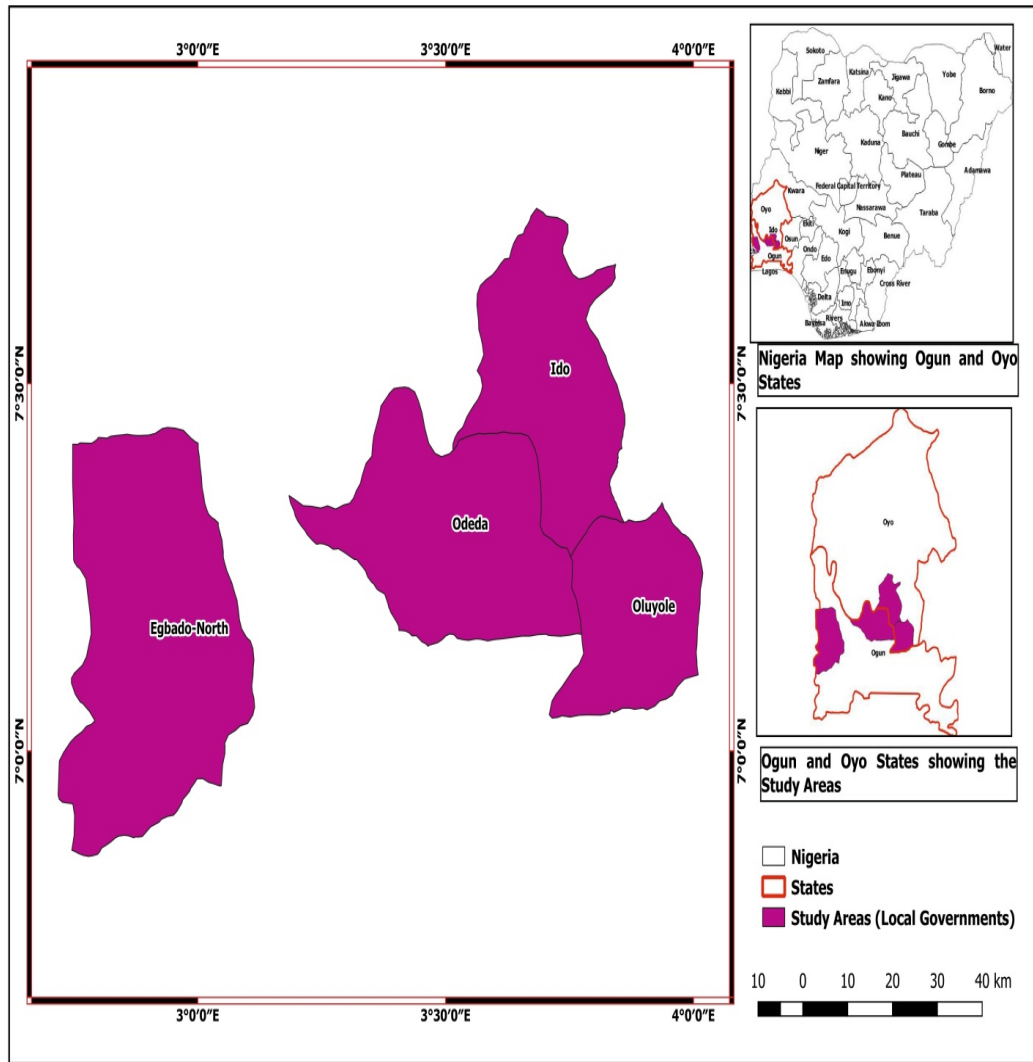 3°0′0″E 3°30′0″E 4°0′0″E
7°30′0″N 7°30′0″N
7°0′0″N 7°0′0″N
Ido
Odeda
Oluyole
Egbado-North
3°0′0″E 3°30′0″E 4°0′0″E
Water
Sokoto
Katsina
Jigawa
Yobe
Zamfara
Kebbi
Kano
Borno
Bauchi
Kaduna
Gombe
Niger
Adamawa
Plateau
Federal Capital Territory
Kwara
Nassarawa
Taraba
Oyo
Ekiti
Kogi
Benue
Ido
Osun
Ondo
Edo
Ogun
Enugu
Ebonyi
Lagos
Cross River
Delta
Imo
Rivers
Bayelsa
Akwa Ibom
Nigeria Map showing Ogun and Oyo
States
Oyo
Ogun
Ogun and Oyo States showing the
Study Areas
Nigeria
States
Study Areas (Local Governments)
10 0 10 20 30 40 km